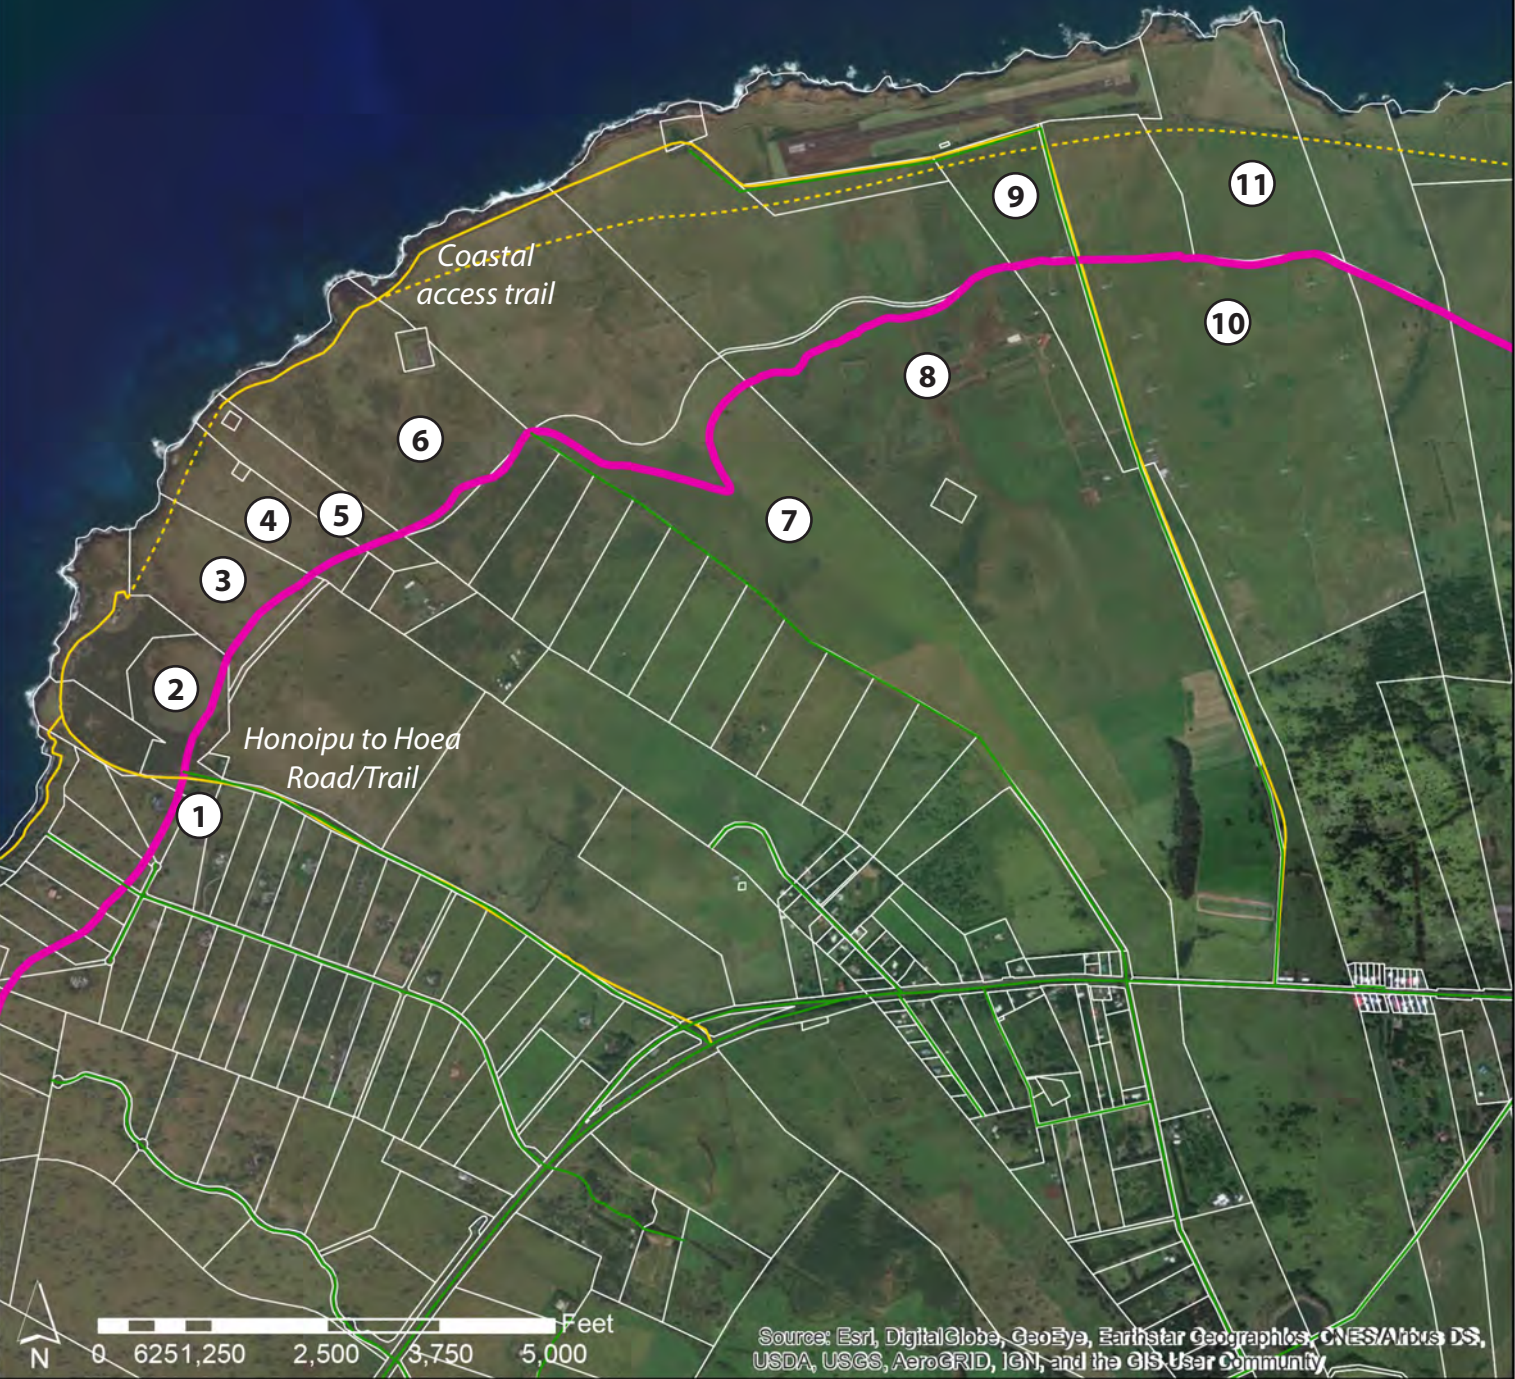 11
9
Coastal
access trail
10
8
6
4
5
7
3
2
Honoipu to Hoea
Road/Trail
1
Feet
N
0 6251,250 2,500 3,750 5,000
Source: Esri, DigitalGlobe, GeoEye, Earthstar Geographics, CNES/Airbus DS,
USDA, USGS, AeroGRID, IGN, and the GIS User Community